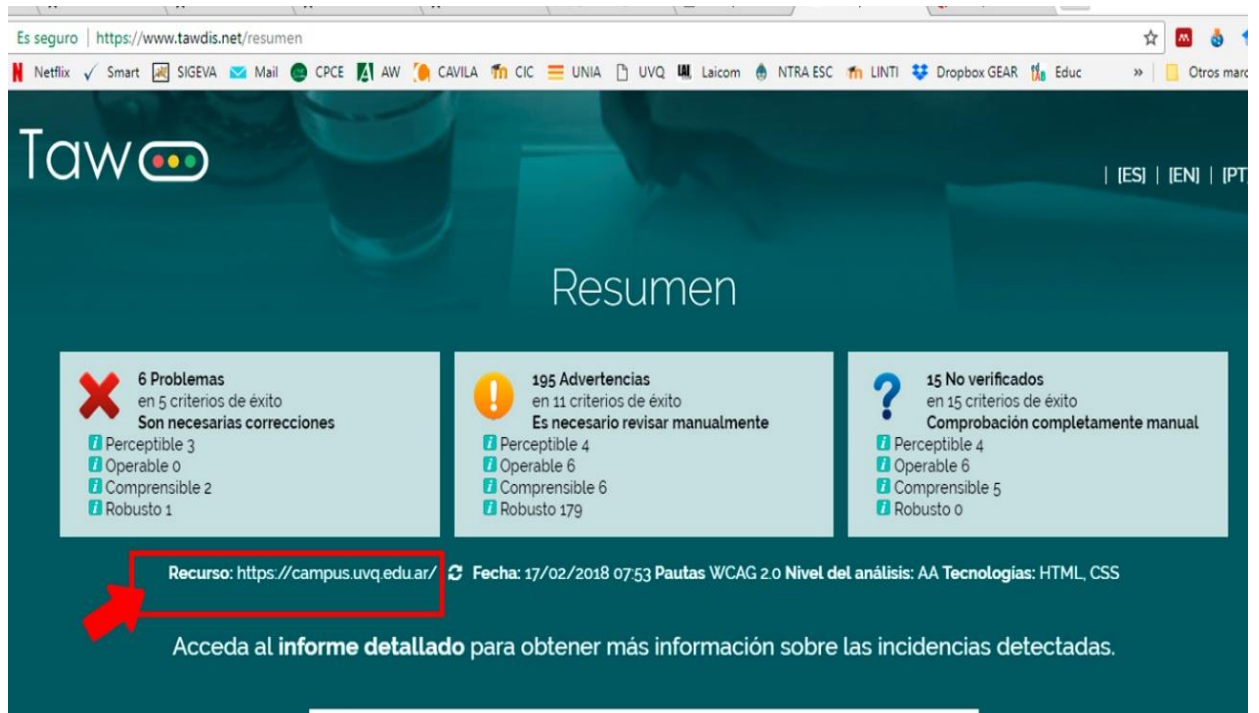 Es seguro | https://www.tawdis.net/resumen
Netflix Smart SIGEVA Mail CPCE AW CAVILA CIC UNIA UVQ Laicom NTRA ESC LINTI Dropbox GEAR Educ » Otros marc
Taw
| [ES] | [EN] | [PT]
Resumen
6 Problemas
en 5 criterios de éxito
Son necesarias correcciones
Perceptible 3
Operable 0
Comprensible 2
Robusto 1
195 Advertencias
en 11 criterios de éxito
Es necesario revisar manualmente
Perceptible 4
Operable 6
Comprensible 6
Robusto 179
15 No verificados
en 15 criterios de éxito
Comprobación completamente manual
Perceptible 4
Operable 6
Comprensible 5
Robusto 0
Recurso: https://campus.uvq.edu.ar/ Fecha: 17/02/2018 07:53 Pautas WCAG 2.0 Nivel del análisis: AA Tecnologías: HTML, CSS
Acceda al informe detallado para obtener más información sobre las incidencias detectadas.